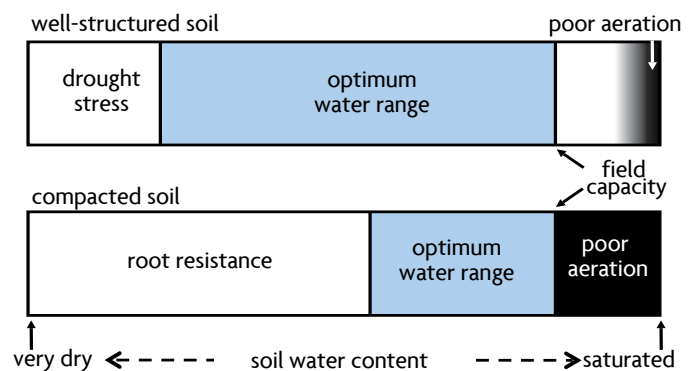 well-structured soil
poor aeration
drought
stress
optimum
water range
field
capacity
compacted soil
root resistance
optimum
water range
poor
aeration
very dry
soil water content
saturated